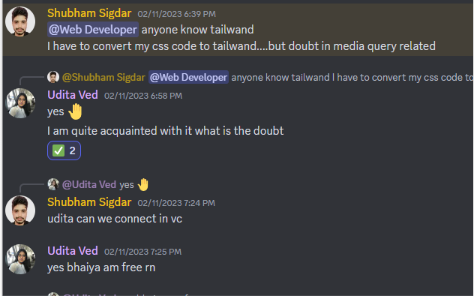 Shubham Sigdar 02/11/2023 6:39 PM
@Web Developer anyone know tailwand
I have to convert my css code to tailwand....but doubt in media query related
@Shubham Sigdar @Web Developer anyone know tailwand I have to convert my css code to
Udita Ved 02/11/2023 6:58 PM
yes 🤚
I am quite acquainted with it what is the doubt
✅ 2
@Udita Ved yes 🤚
Shubham Sigdar 02/11/2023 7:24 PM
udita can we connect in vc
Udita Ved 02/11/2023 7:25 PM
yes bhaiya am free rn